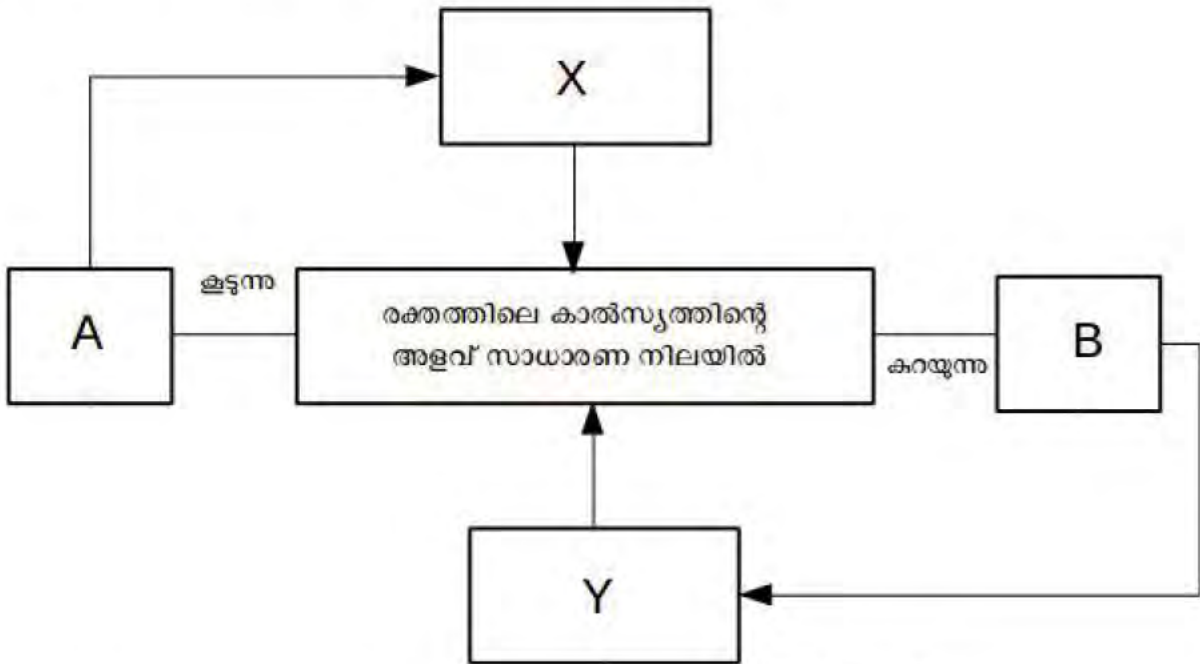 X
A
കൂടുന്നു
രക്തത്തിലെ കാൽസ്യത്തിന്റെ
അളവ് സാധാരണ നിലയിൽ
കുറയുന്നു
B
Y